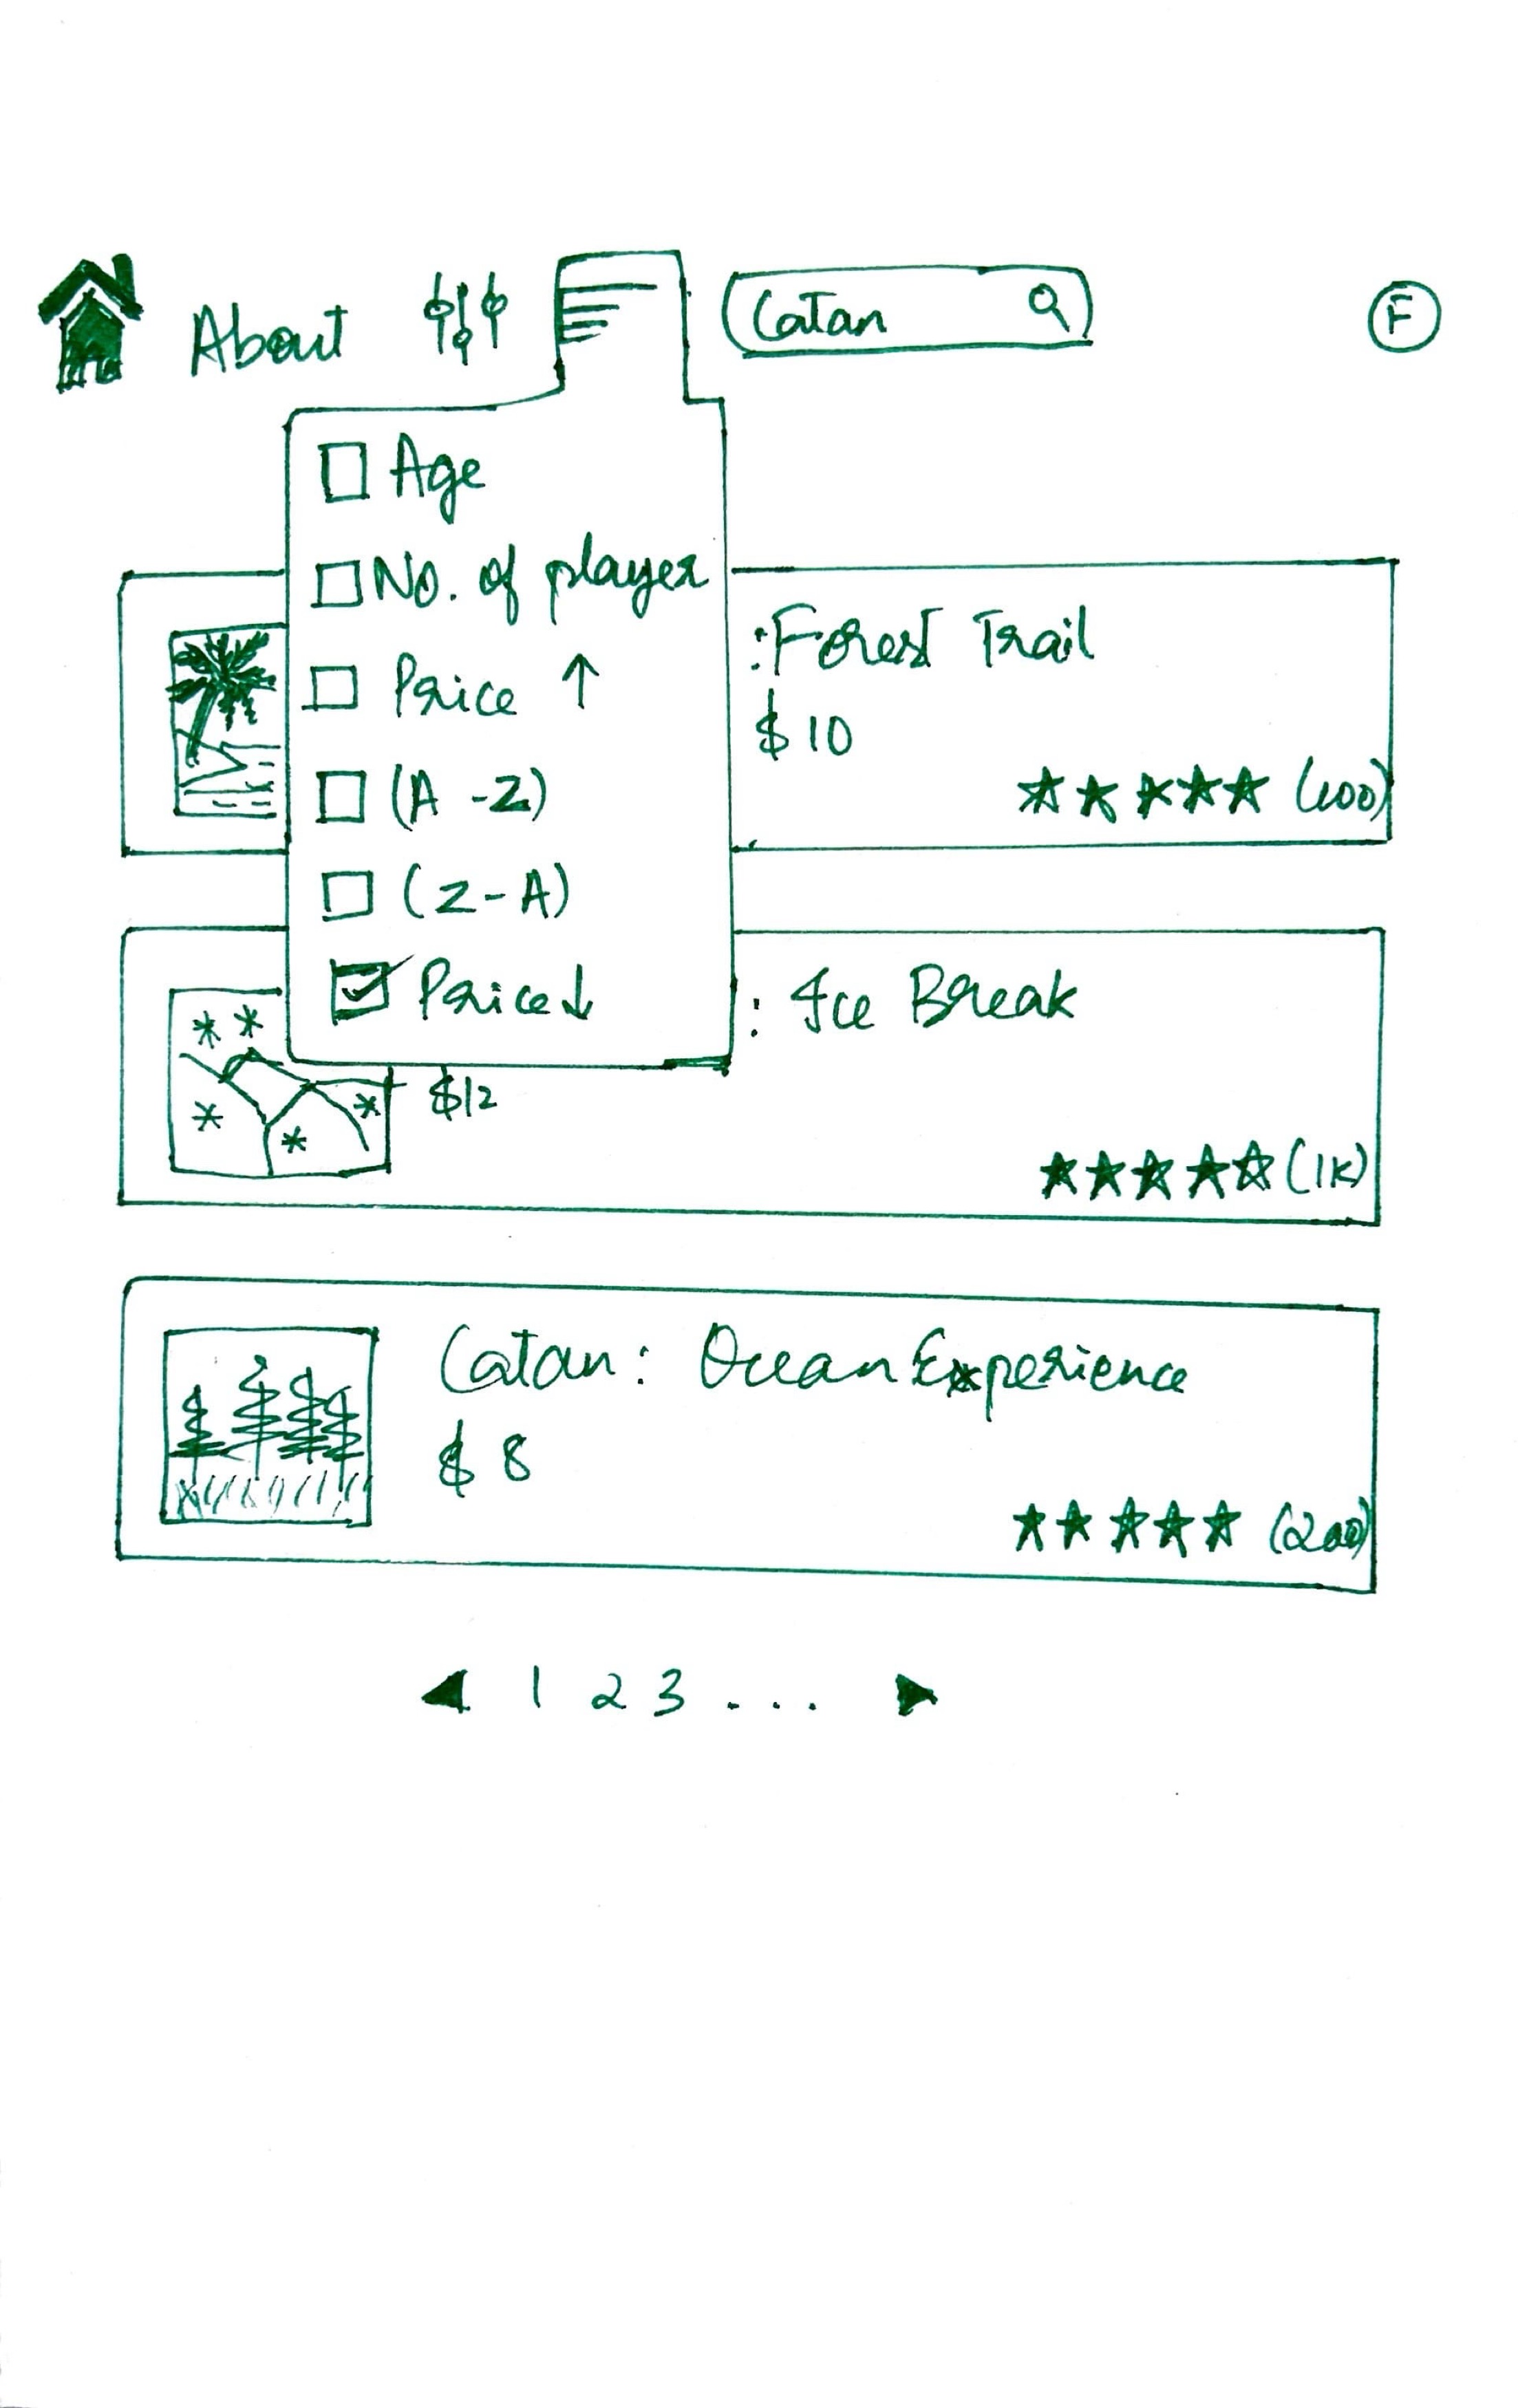 About
Catan
F
Age
No. of player
Price ↑
(A - Z)
(Z - A)
Price ↓
: Forest Trail
$ 10
(100)
: Ice Break
$12
(1K)
Catan: Ocean Experience
$ 8
(200)
1 2 3 ...